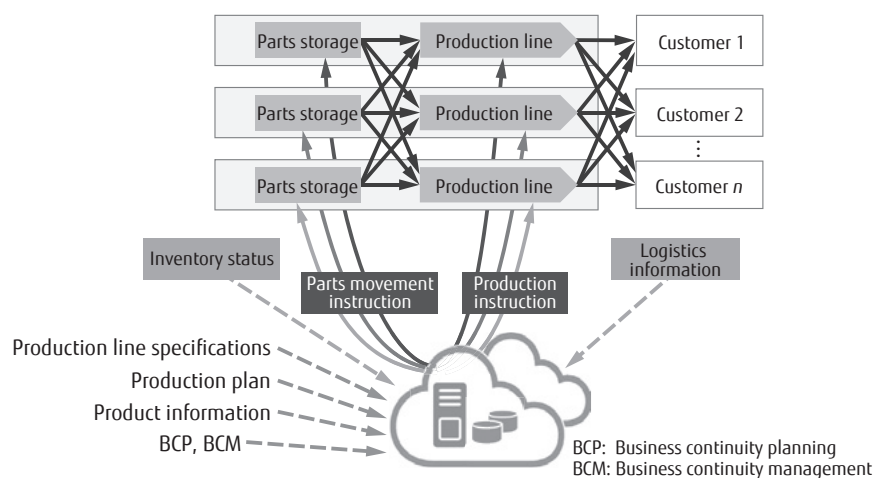 Parts storage
Production line
Customer 1
Parts storage
Production line
Customer 2
⋮
Parts storage
Production line
Customer n
Inventory status
Logistics
information
Parts movement
instruction
Production
instruction
Production line specifications
Production plan
Product information
BCP, BCM
BCP: Business continuity planning
BCM: Business continuity management